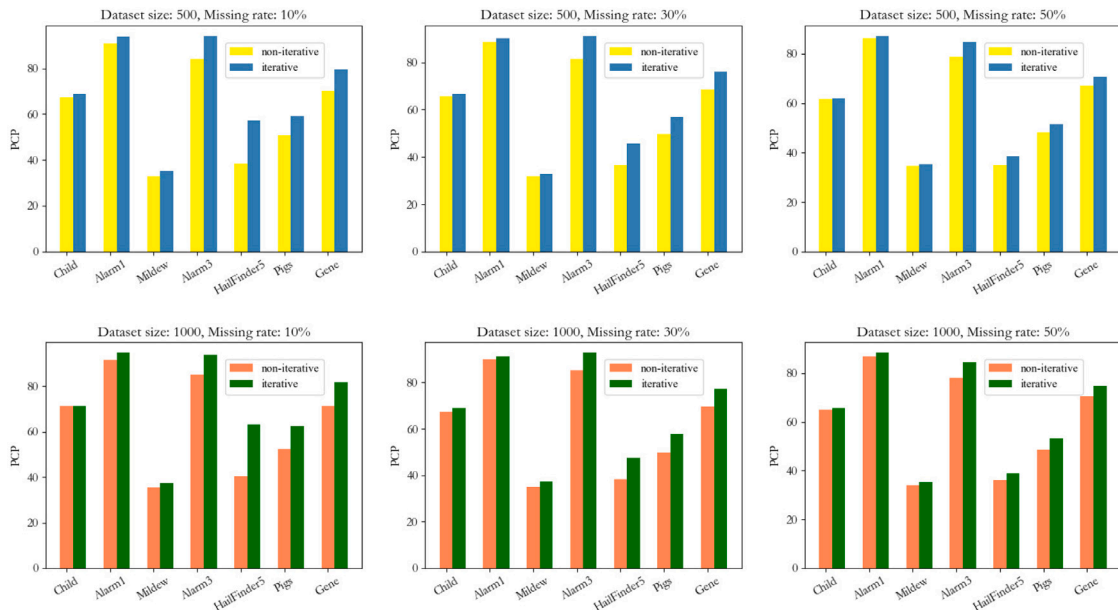 Dataset size: 500, Missing rate: 10%
non-iterative
iterative
PCP
80
60
40
20
0
Child
Alarm1
Mildew
Alarm3
HailFinder5
Pigs
Gene
Dataset size: 500, Missing rate: 30%
non-iterative
iterative
PCP
80
60
40
20
0
Child
Alarm1
Mildew
Alarm3
HailFinder5
Pigs
Gene
Dataset size: 500, Missing rate: 50%
non-iterative
iterative
PCP
80
60
40
20
0
Child
Alarm1
Mildew
Alarm3
HailFinder5
Pigs
Gene
Dataset size: 1000, Missing rate: 10%
non-iterative
iterative
PCP
80
60
40
20
0
Child
Alarm1
Mildew
Alarm3
HailFinder5
Pigs
Gene
Dataset size: 1000, Missing rate: 30%
non-iterative
iterative
PCP
80
60
40
20
0
Child
Alarm1
Mildew
Alarm3
HailFinder5
Pigs
Gene
Dataset size: 1000, Missing rate: 50%
non-iterative
iterative
PCP
80
60
40
20
0
Child
Alarm1
Mildew
Alarm3
HailFinder5
Pigs
Gene